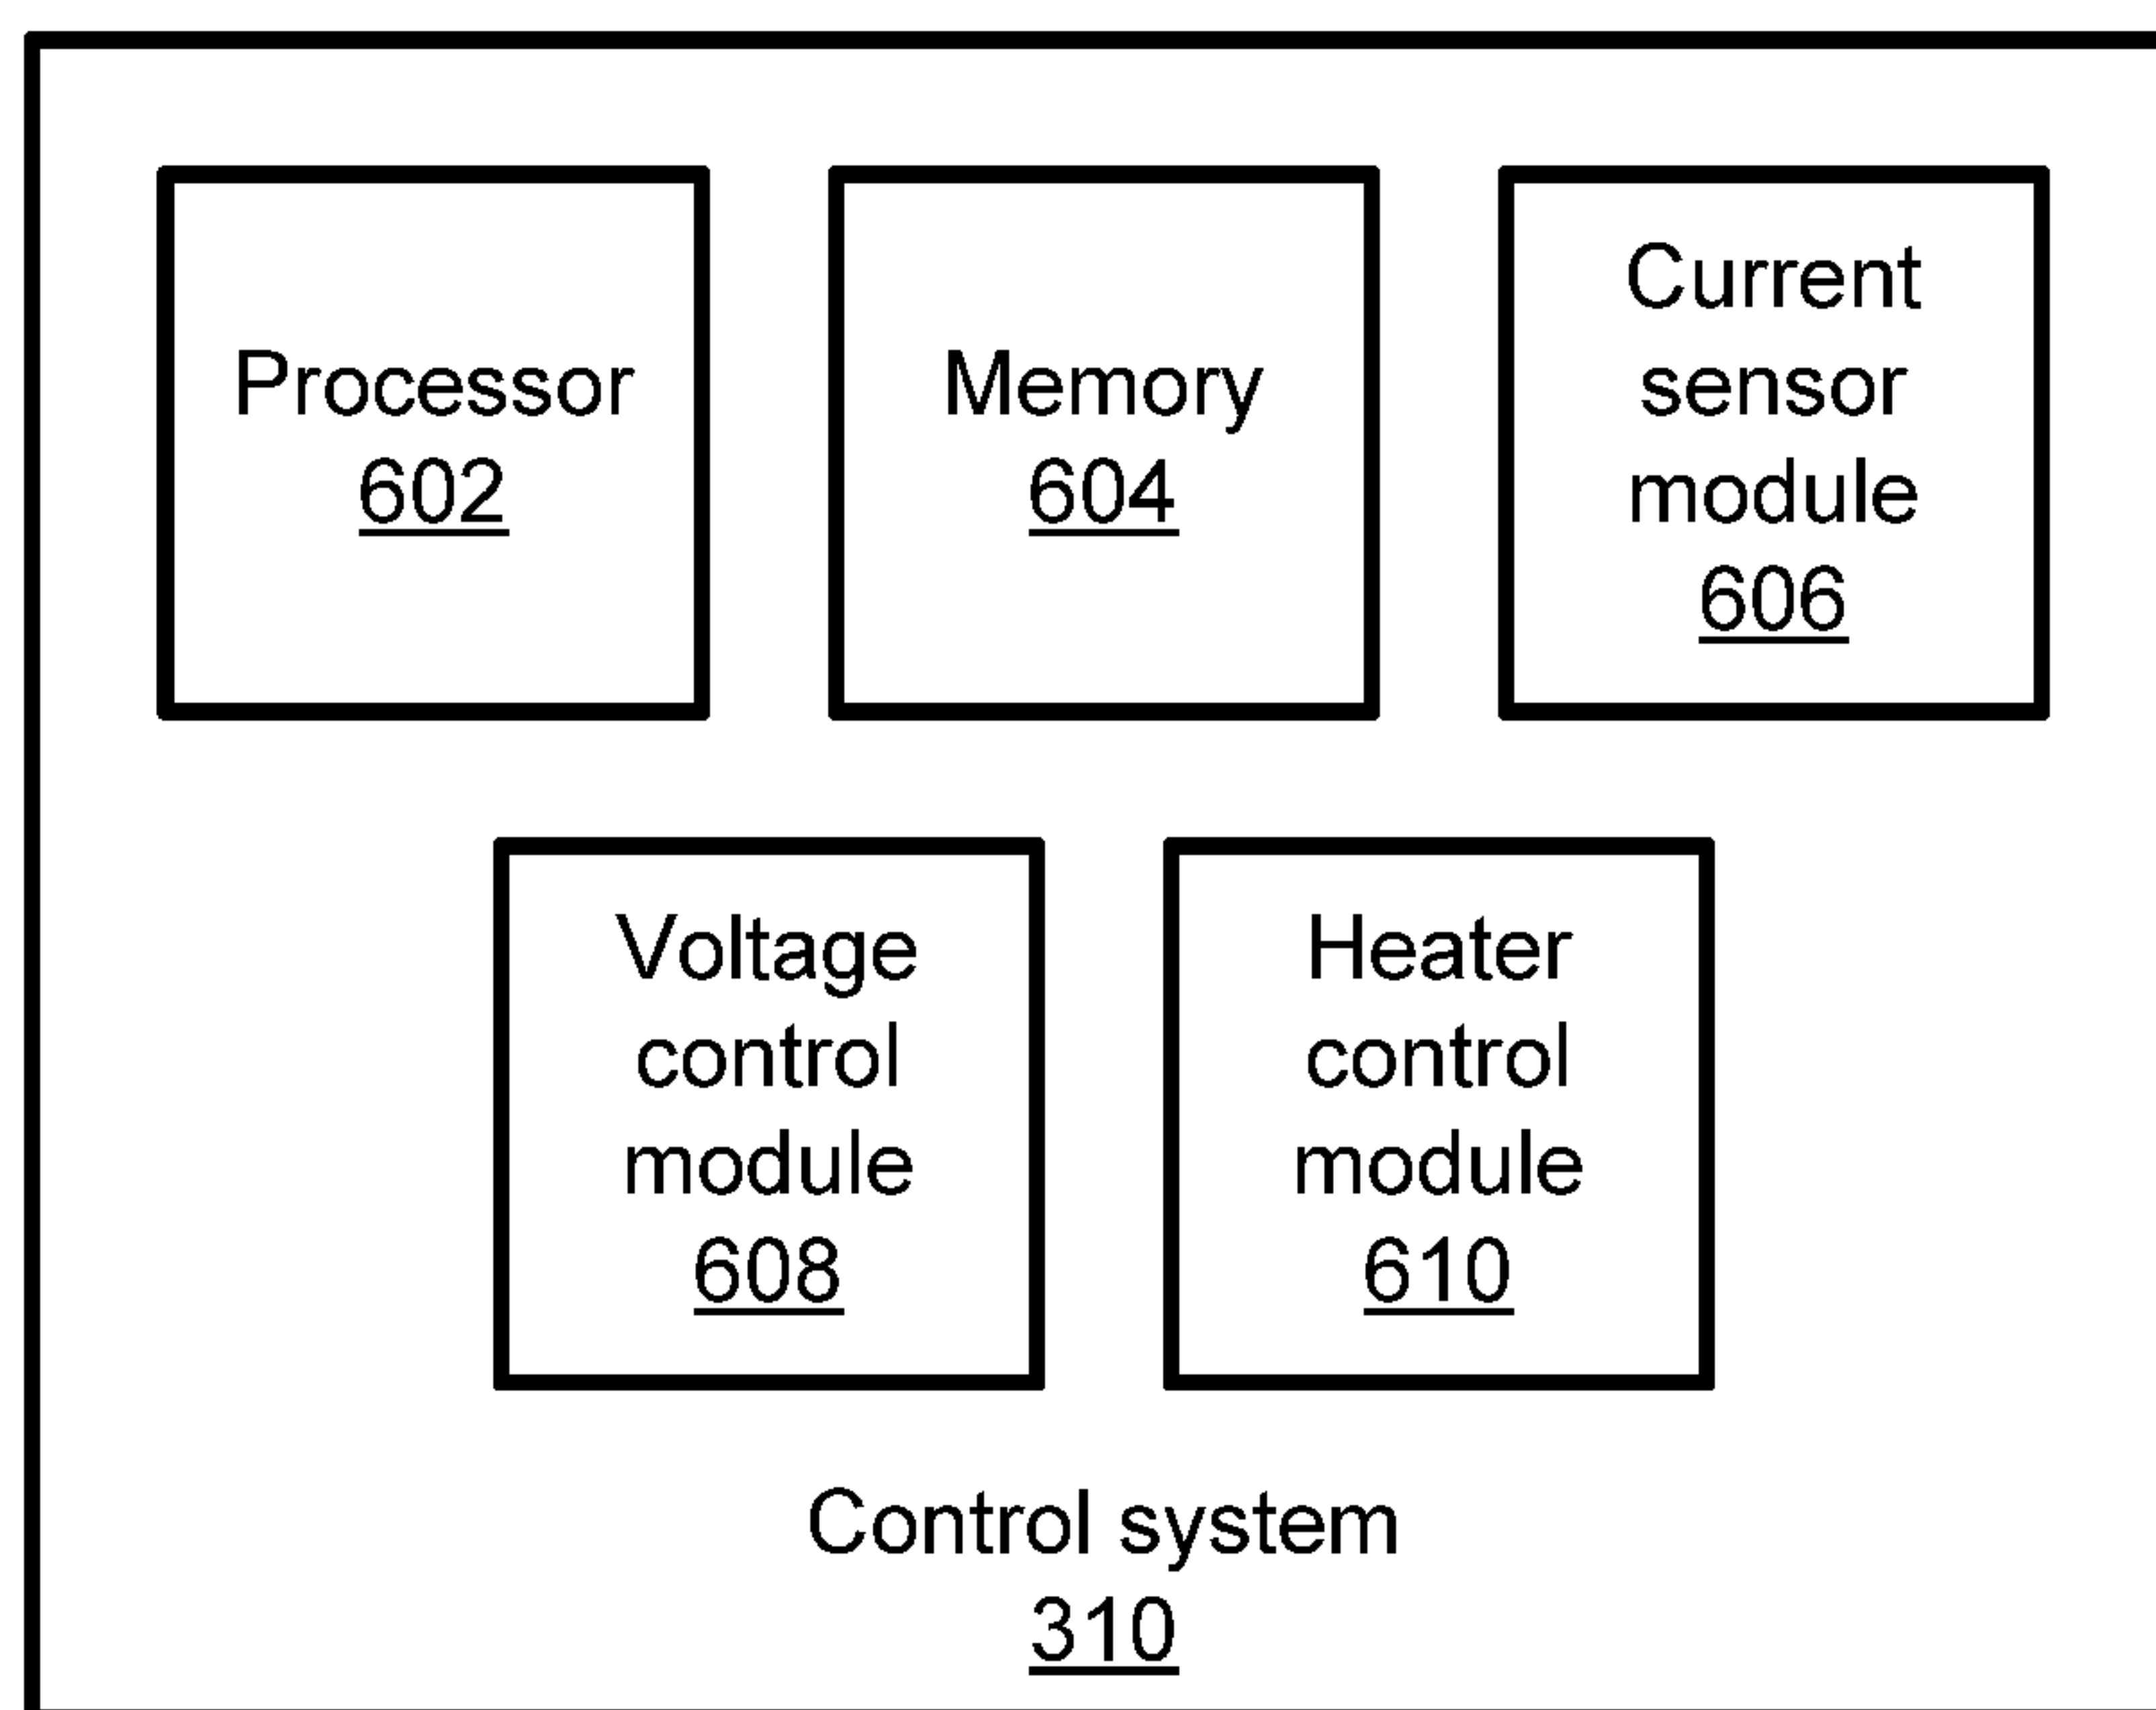 Processor
602
Memory
604
Current
sensor
module
606
Voltage
control
module
608
Heater
control
module
610
Control system
310